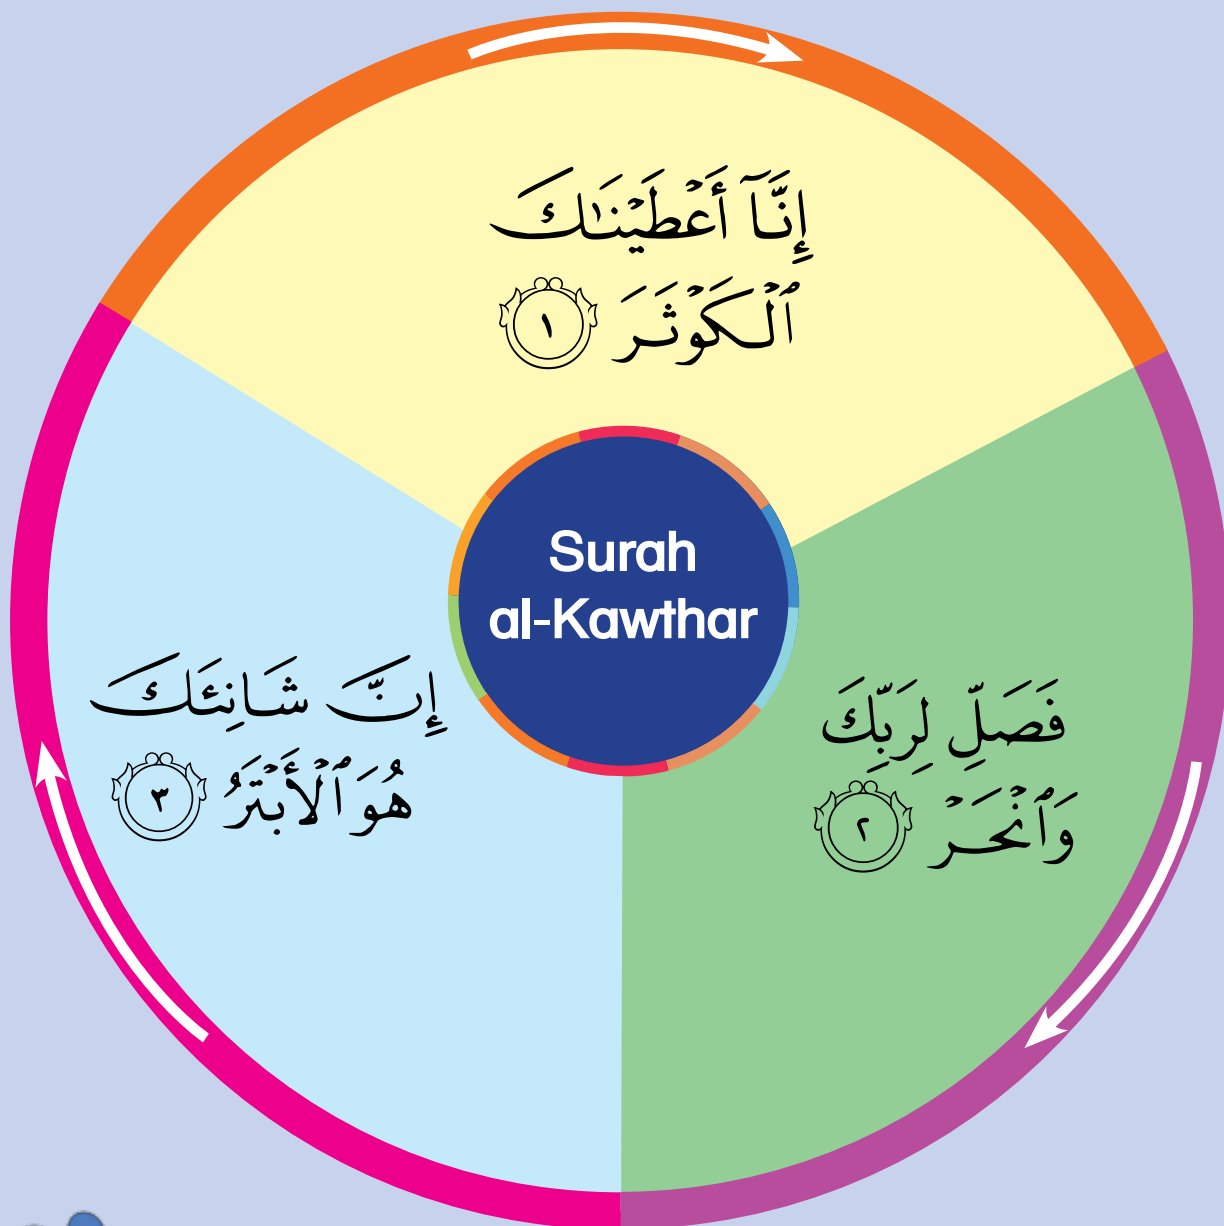 إِنَّآ أَعۡطَيۡنَٰكَ
ٱلۡكَوۡثَرَ ١
Surah
al-Kawthar
فَصَلِّ لِرَبِّكَ
وَٱنۡحَرۡ ٢
إِنَّ شَانِئَكَ
هُوَ ٱلۡأَبۡتَرُ ٣